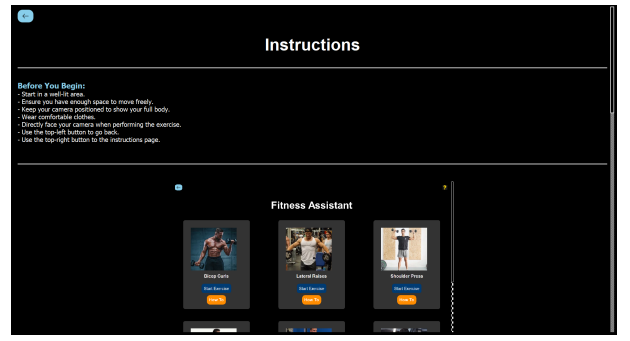 ←
Instructions
Before You Begin:
- Start in a well-lit area.
- Ensure you have enough space to move freely.
- Keep your camera positioned to show your full body.
- Wear comfortable clothes.
- Directly face your camera when performing the exercise.
- Use the top-left button to go back.
- Use the top-right button to the instructions page.
← ?
Fitness Assistant
Bicep Curls Lateral Raises Shoulder Press
Start Exercise Start Exercise Start Exercise
How To How To How To